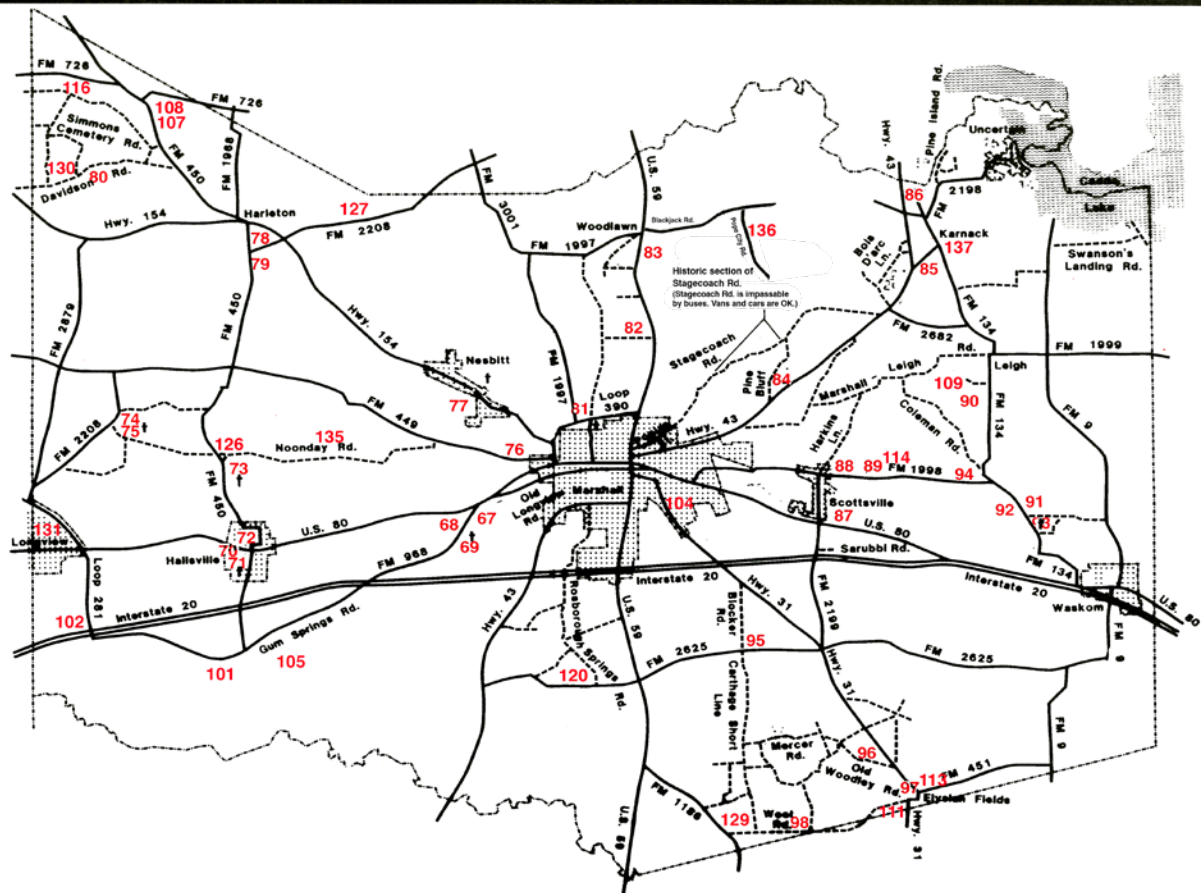 FM 726
116
108
107
FM 726
Simmons
Cemetery Rd.
FM 450
FM 1968
130
80
Davidson Rd.
Hwy. 154
Harleton
127
FM 2208
78
79
FM 3001
U.S. 59
Woodlawn
FM 1997
83
Blackjack Rd.
Pope City Rd.
136
Historic section of
Stagecoach Rd.
(Stagecoach Rd. is impassable
by buses. Vans and cars are OK.)
Hwy. 43
Pine Island Rd.
Uncertain
86
FM 2198
Caddo
Lake
Karnack
137
Bois
D'arc
Ln.
85
Swanson's
Landing Rd.
FM 2879
FM 450
Hwy. 154
Nesbitt
77
FM 1997
82
Stagecoach
Rd.
FM 134
FM 2682
Rd.
FM 1999
Leigh
Pine
Bluff
84
Marshall
Leigh
109
90
Coleman Rd.
FM 134
FM 9
81
Loop
390
Hwy. 43
Harkins
Ln.
74
75
FM 2208
FM 449
126
135
Noonday Rd.
73
76
FM 450
88
89
114
FM 1998
94
Scottsville
87
91
92
Marshall
Old
Longview
Rd.
104
68
67
69
U.S. 80
U.S. 80
131
Longview
72
70
71
Hallsville
FM 968
Sarubbi Rd.
FM 134
Loop 281
Interstate 20
Interstate 20
Interstate 20
Waskom
U.S. 80
102
Gum Springs Rd.
101
105
Hwy. 43
Rosborough Springs
Rd.
U.S. 59
Blocker
Rd.
Hwy. 31
FM 2199
FM 9
95
FM 2625
FM 2625
120
Carthage Short
Line
Hwy. 31
FM 9
Mercer
Rd.
96
Old
Woodley Rd.
97
113
FM 451
Elysian Fields
111
FM 1186
129
West
Rd.
98
U.S. 59
Hwy. 31